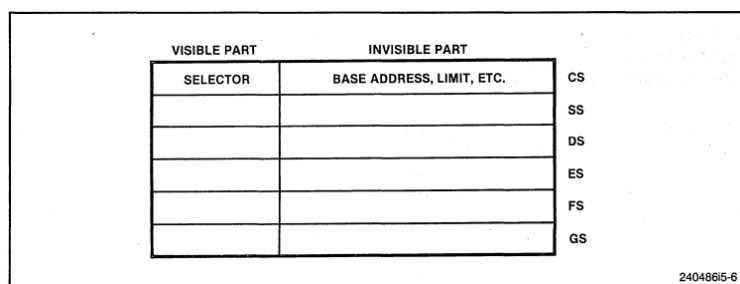 VISIBLE PART INVISIBLE PART
SELECTOR BASE ADDRESS, LIMIT, ETC. CS
SS
DS
ES
FS
GS
240486i5-6